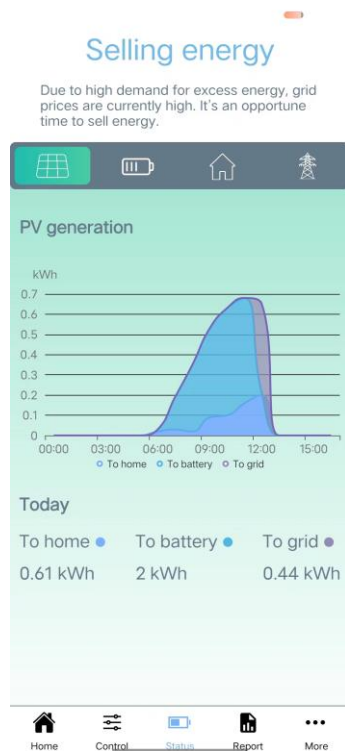 Selling energy
Due to high demand for excess energy, grid
prices are currently high. It's an opportune
time to sell energy.
PV generation
kWh
0.7
0.6
0.5
0.4
0.3
0.2
0.1
0
00:00 03:00 06:00 09:00 12:00 15:00
To home To battery To grid
Today
To home To battery To grid
0.61 kWh 2 kWh 0.44 kWh
Home Control Status Report More